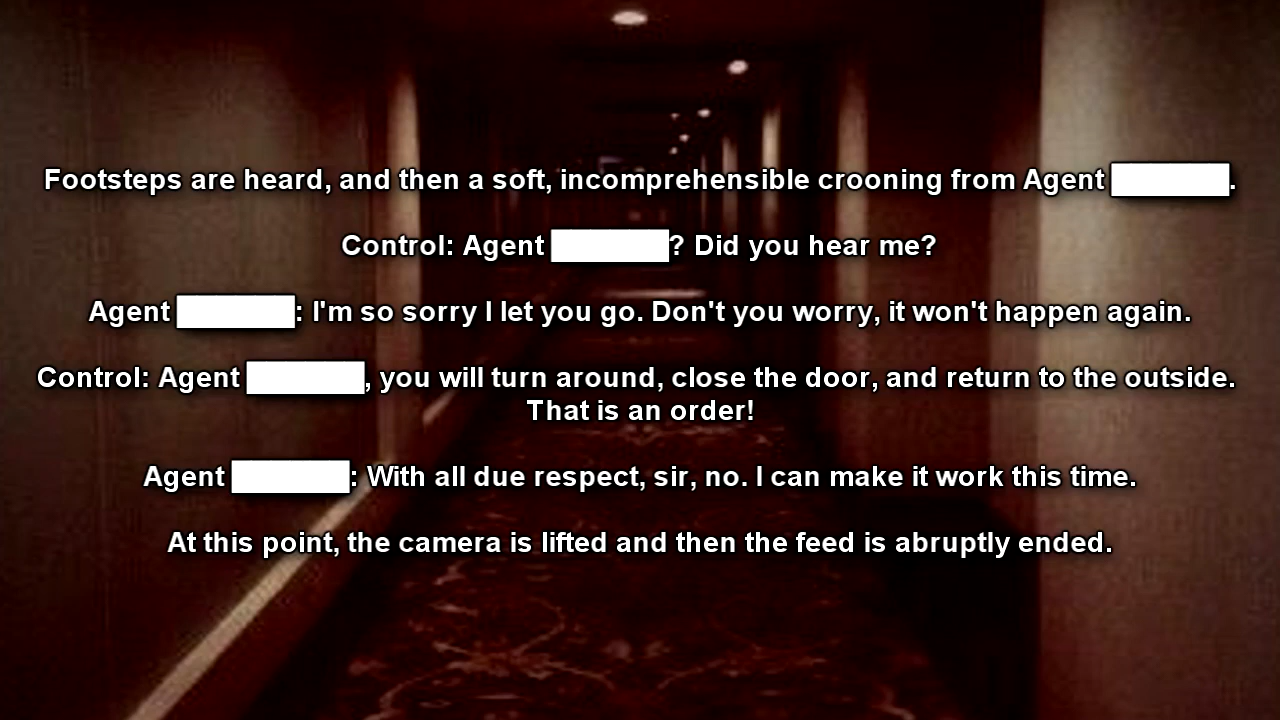 Footsteps are heard, and then a soft, incomprehensible crooning from Agent ███████.
Control: Agent ███████? Did you hear me?
Agent ███████: I'm so sorry I let you go. Don't you worry, it won't happen again.
Control: Agent ███████, you will turn around, close the door, and return to the outside.
That is an order!
Agent ███████: With all due respect, sir, no. I can make it work this time.
At this point, the camera is lifted and then the feed is abruptly ended.